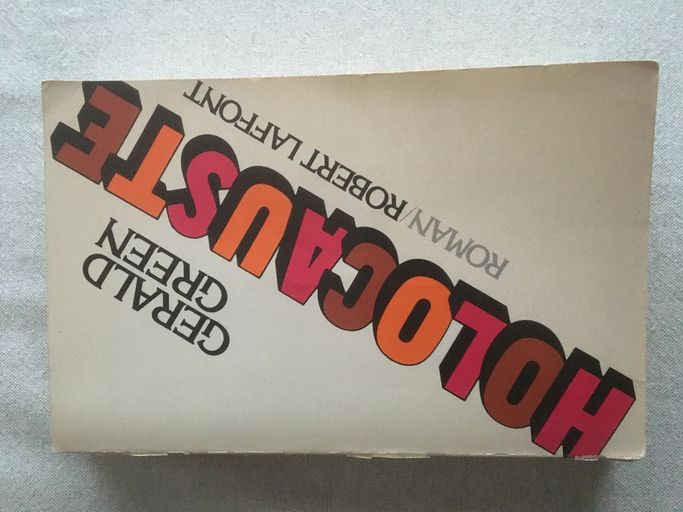 GERALD
GREEN
HOLOCAUSTE
ROMAN/ROBERT LAFFONT